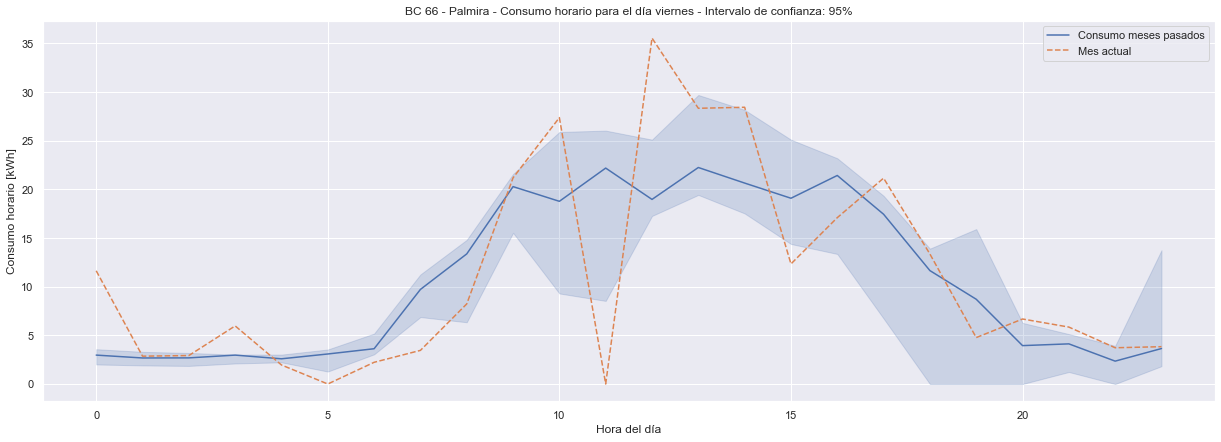 BC 66 - Palmira - Consumo horario para el día viernes - Intervalo de confianza: 95%
Consumo meses pasados
Mes actual
Consumo horario [kWh]
35
30
25
20
15
10
5
0
0
5
10
15
20
Hora del día